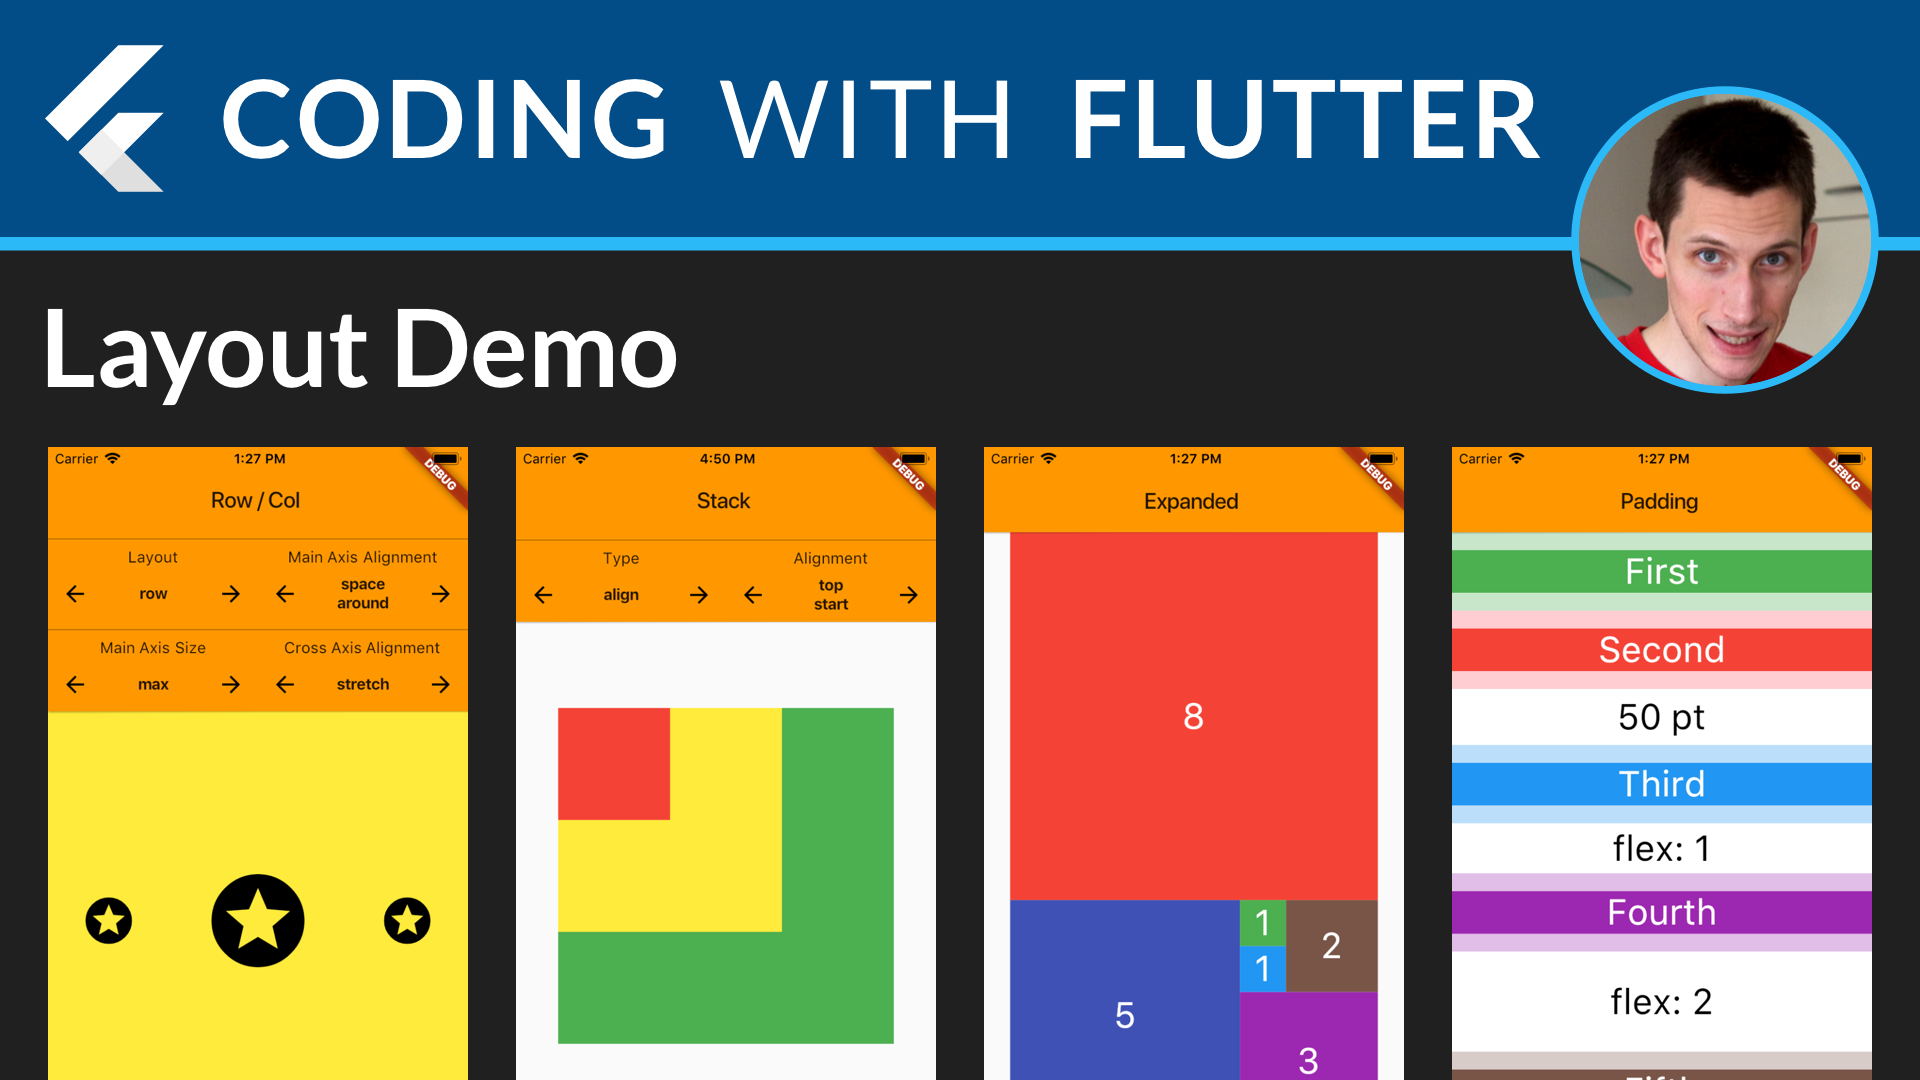 CODING WITH FLUTTER
Layout Demo
Carrier 1:27 PM
DEBUG
Row / Col
Layout Main Axis Alignment
row space around
Main Axis Size Cross Axis Alignment
max stretch
Carrier 4:50 PM
DEBUG
Stack
Type Alignment
align top start
Carrier 1:27 PM
DEBUG
Expanded
8
1
2
1
5
3
Carrier 1:27 PM
DEBUG
Padding
First
Second
50 pt
Third
flex: 1
Fourth
flex: 2